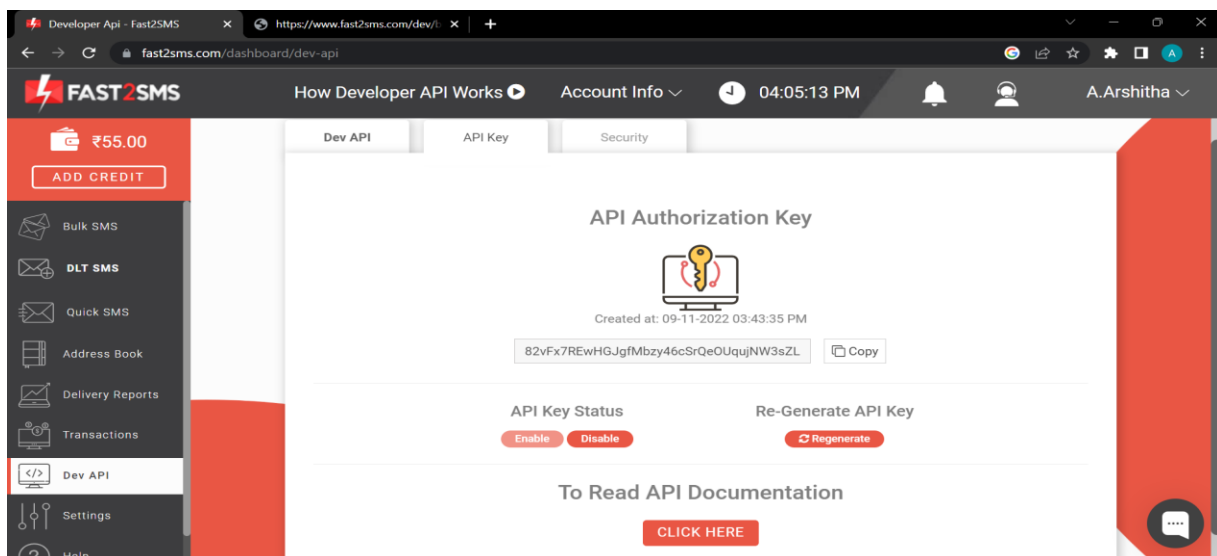 Developer Api - Fast2SMS
https://www.fast2sms.com/dev/b
fast2sms.com/dashboard/dev-api
A
FAST2SMS
How Developer API Works
Account Info
04:05:13 PM
A.Arshitha
₹55.00
ADD CREDIT
Bulk SMS
DLT SMS
Quick SMS
Address Book
Delivery Reports
Transactions
Dev API
Settings
Help
Dev API
API Key
Security
API Authorization Key
Created at: 09-11-2022 03:43:35 PM
82vFx7REwHGJgfMbzy46cSrQeOUqujNW3sZL
Copy
API Key Status
Re-Generate API Key
Enable
Disable
Regenerate
To Read API Documentation
CLICK HERE